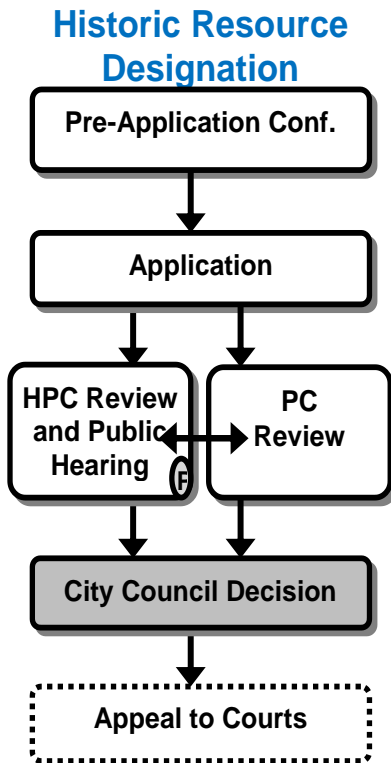 Historic Resource
Designation
Pre-Application Conf.
Application
HPC Review
and Public
Hearing
PC
Review
City Council Decision
Appeal to Courts